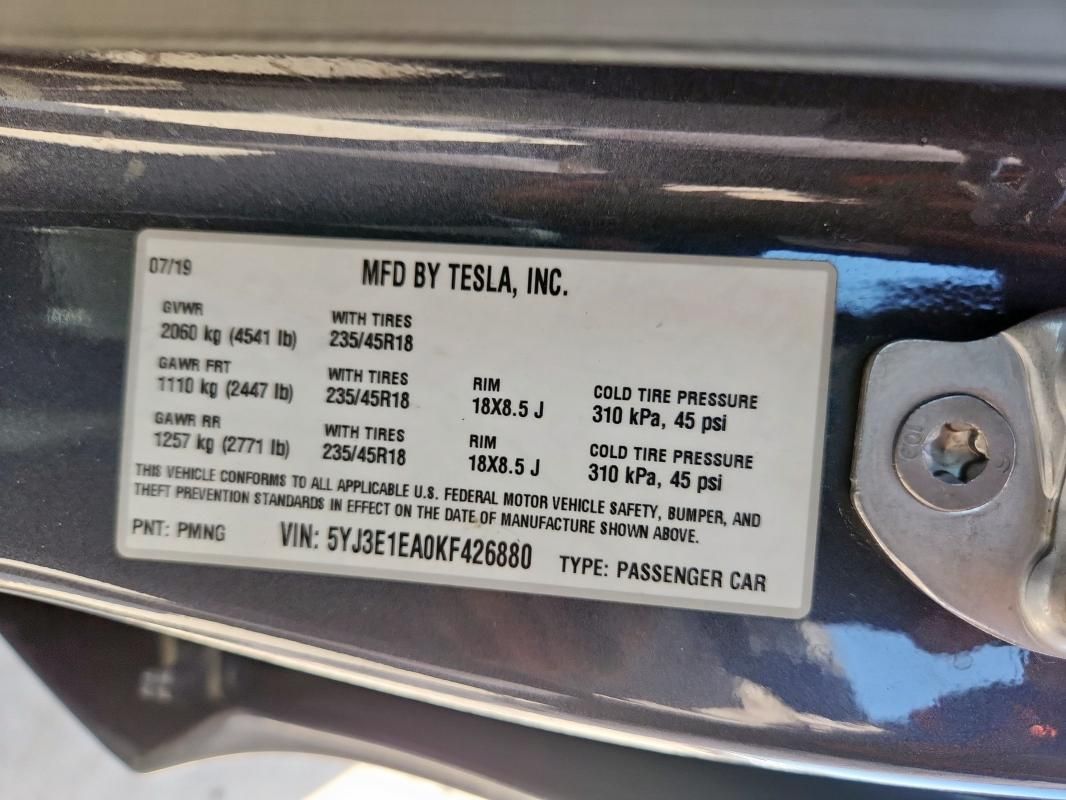 07/19
MFD BY TESLA, INC.
GVWR
2060 kg (4541 lb)
WITH TIRES
235/45R18
GAWR FRT
1110 kg (2447 lb)
WITH TIRES
235/45R18
RIM
18X8.5 J
COLD TIRE PRESSURE
310 kPa, 45 psi
GAWR RR
1257 kg (2771 lb)
WITH TIRES
235/45R18
RIM
18X8.5 J
COLD TIRE PRESSURE
310 kPa, 45 psi
THIS VEHICLE CONFORMS TO ALL APPLICABLE U.S. FEDERAL MOTOR VEHICLE SAFETY, BUMPER, AND
THEFT PREVENTION STANDARDS IN EFFECT ON THE DATE OF MANUFACTURE SHOWN ABOVE.
PNT: PMNG
VIN: 5YJ3E1EA0KF426880
TYPE: PASSENGER CAR